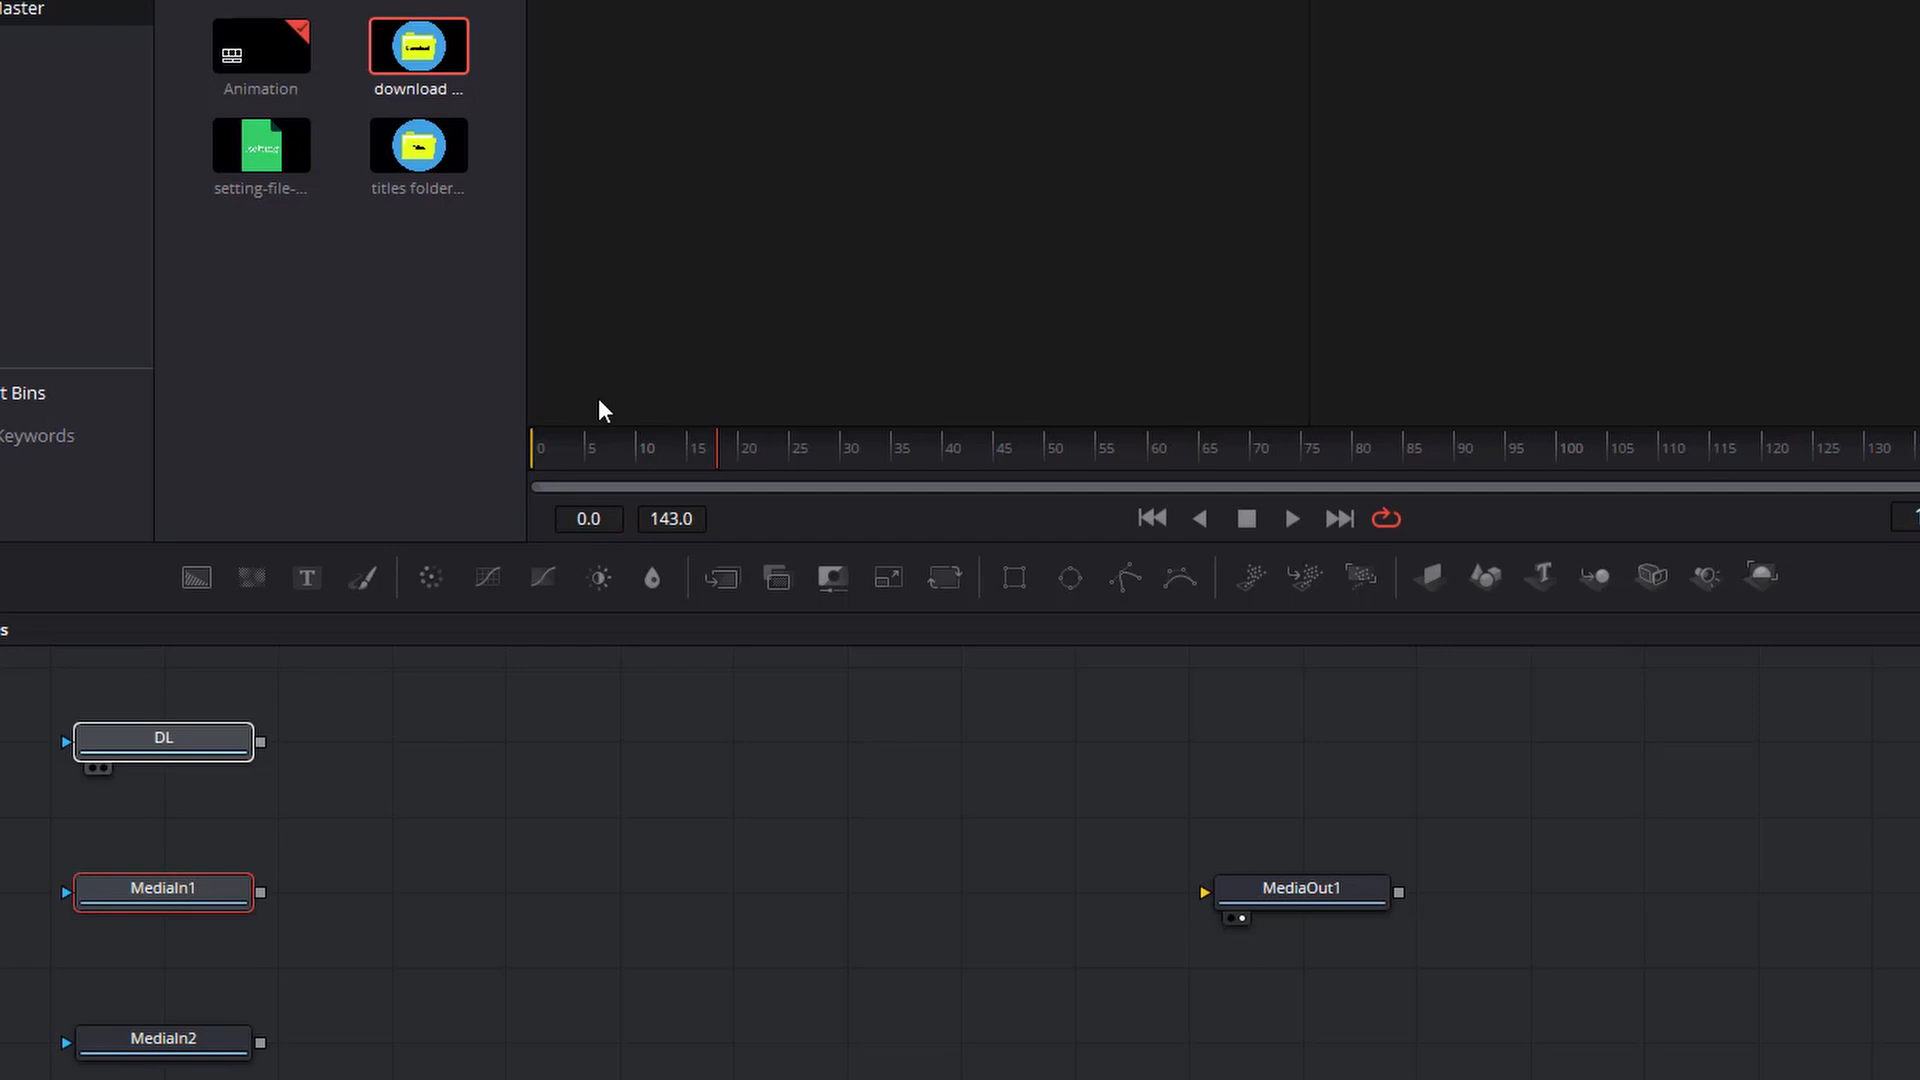 aster
Animation
download ...
.setting
setting-file-...
titles folder...
t Bins
Keywords
0 5 10 15 20 25 30 35 40 45 50 55 60 65 70 75 80 85 90 95 100 105 110 115 120 125 130
0.0 143.0
T
s
DL
MediaIn1
MediaOut1
MediaIn2